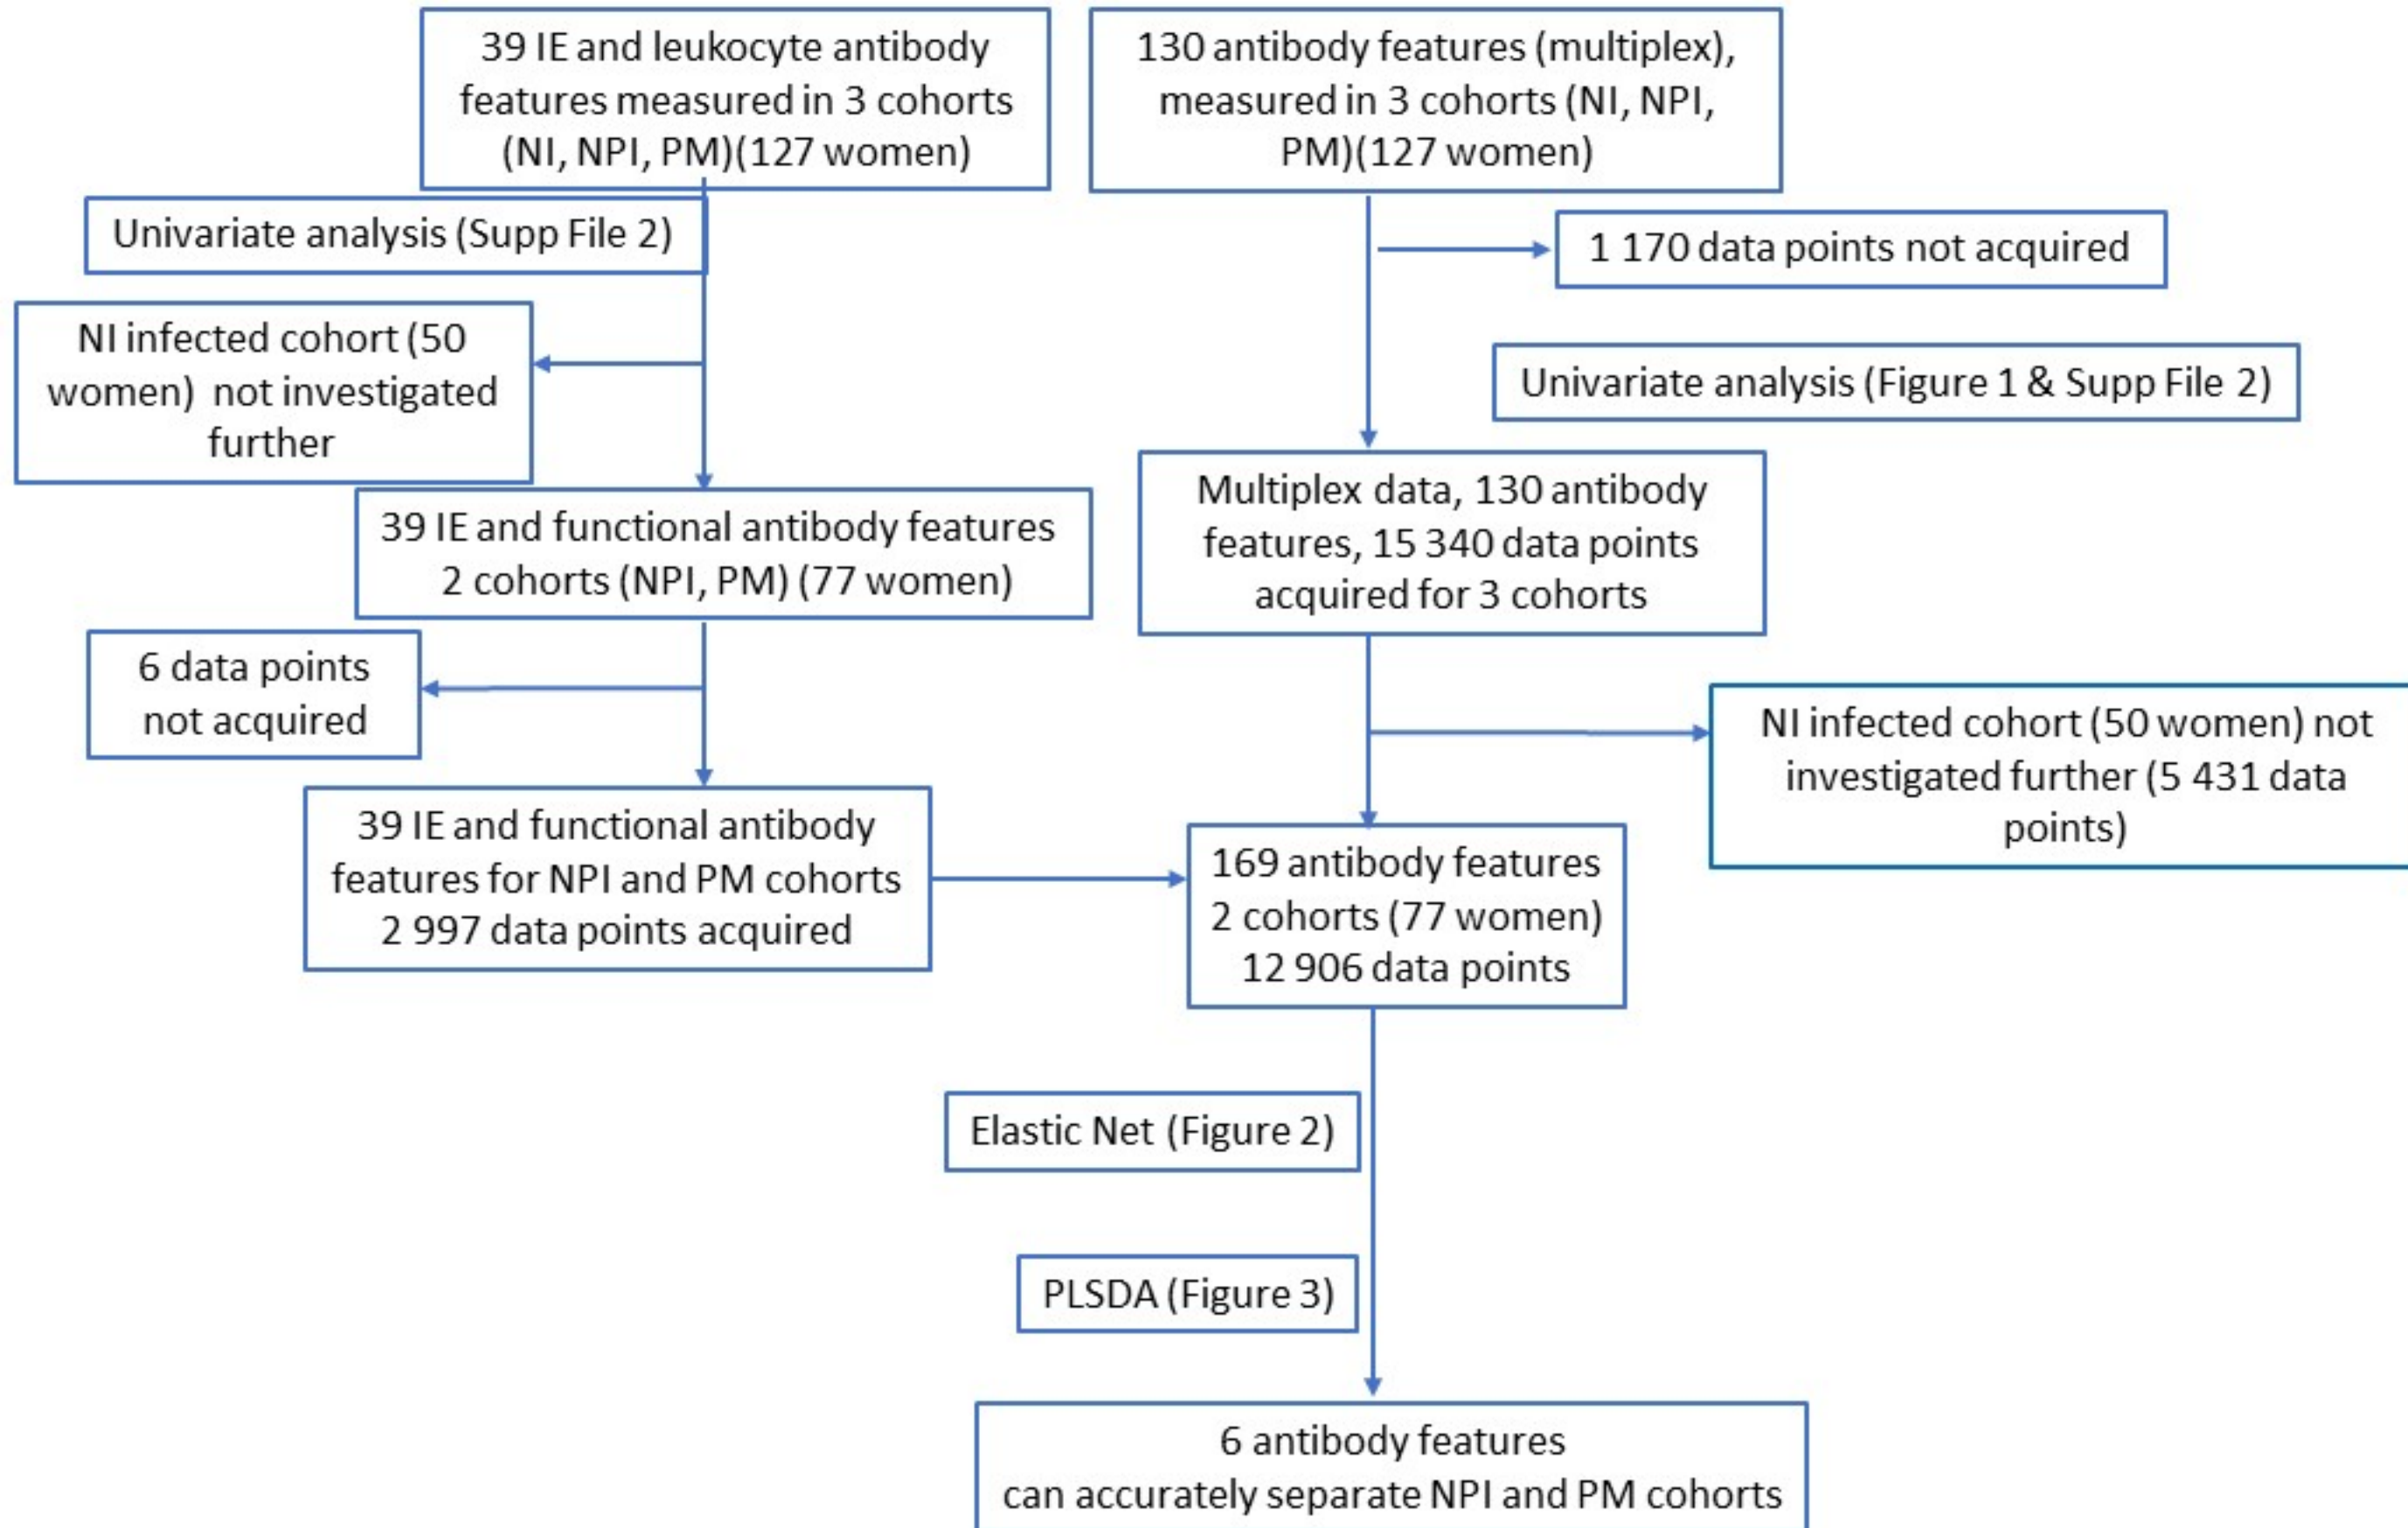 39 IE and leukocyte antibody
features measured in 3 cohorts
(NI, NPI, PM)(127 women)
130 antibody features (multiplex),
measured in 3 cohorts (NI, NPI,
PM)(127 women)
Univariate analysis (Supp File 2)
1 170 data points not acquired
NI infected cohort (50
women) not investigated
further
Univariate analysis (Figure 1 & Supp File 2)
39 IE and functional antibody features
2 cohorts (NPI, PM) (77 women)
Multiplex data, 130 antibody
features, 15 340 data points
acquired for 3 cohorts
6 data points
not acquired
NI infected cohort (50 women) not
investigated further (5 431 data
points)
39 IE and functional antibody
features for NPI and PM cohorts
2 997 data points acquired
169 antibody features
2 cohorts (77 women)
12 906 data points
Elastic Net (Figure 2)
PLSDA (Figure 3)
6 antibody features
can accurately separate NPI and PM cohorts